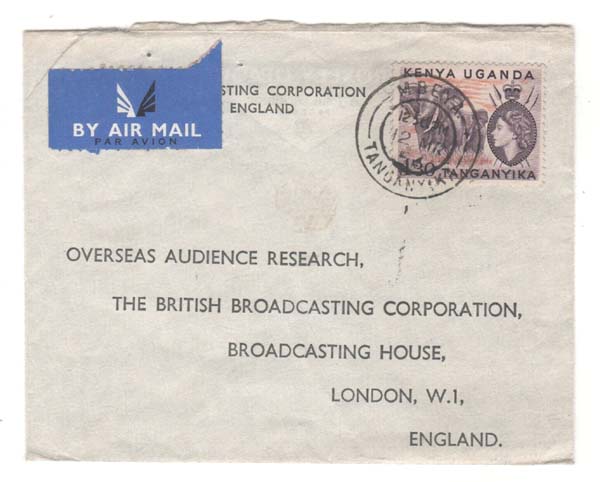 BY AIR MAIL
PAR AVION
STING CORPORATION
ENGLAND
KENYA UGANDA
TANGANYIKA
TANGANYIKA
OVERSEAS AUDIENCE RESEARCH,
THE BRITISH BROADCASTING CORPORATION,
BROADCASTING HOUSE,
LONDON, W.1,
ENGLAND.